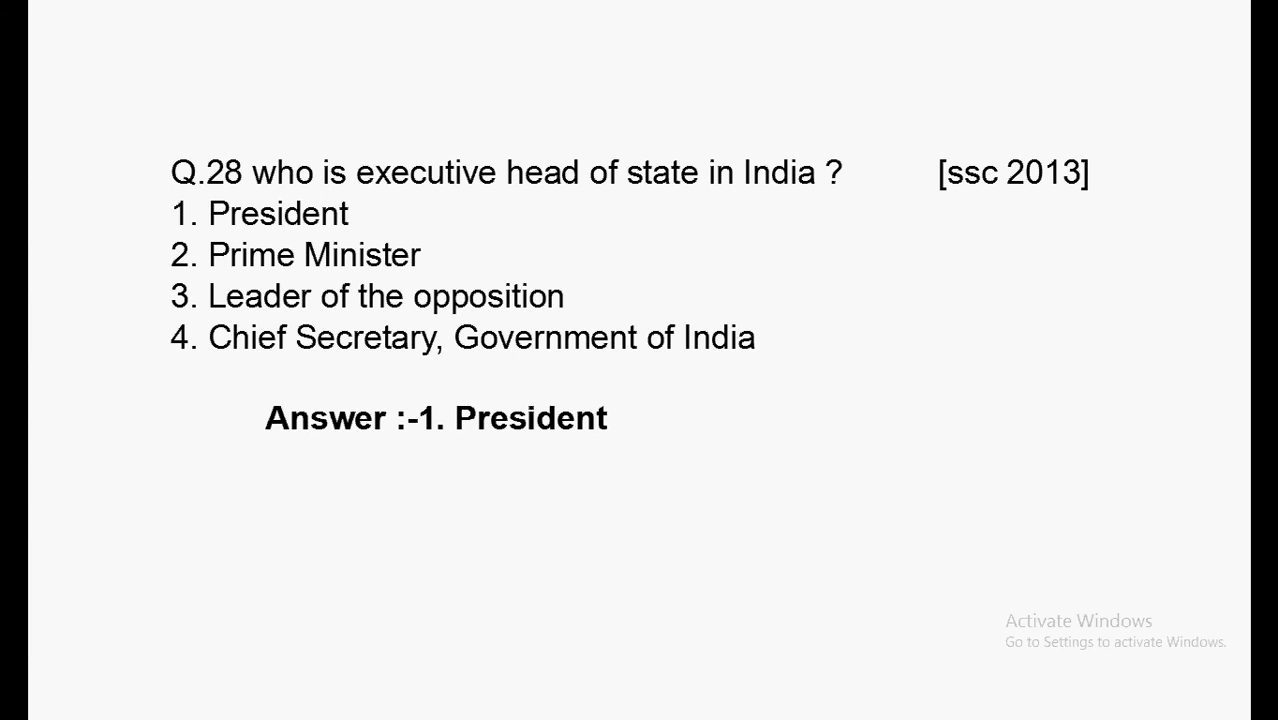 Q.28 who is executive head of state in India ? [ssc 2013]
1. President
2. Prime Minister
3. Leader of the opposition
4. Chief Secretary, Government of India
Answer :-1. President
Activate Windows
Go to Settings to activate Windows.